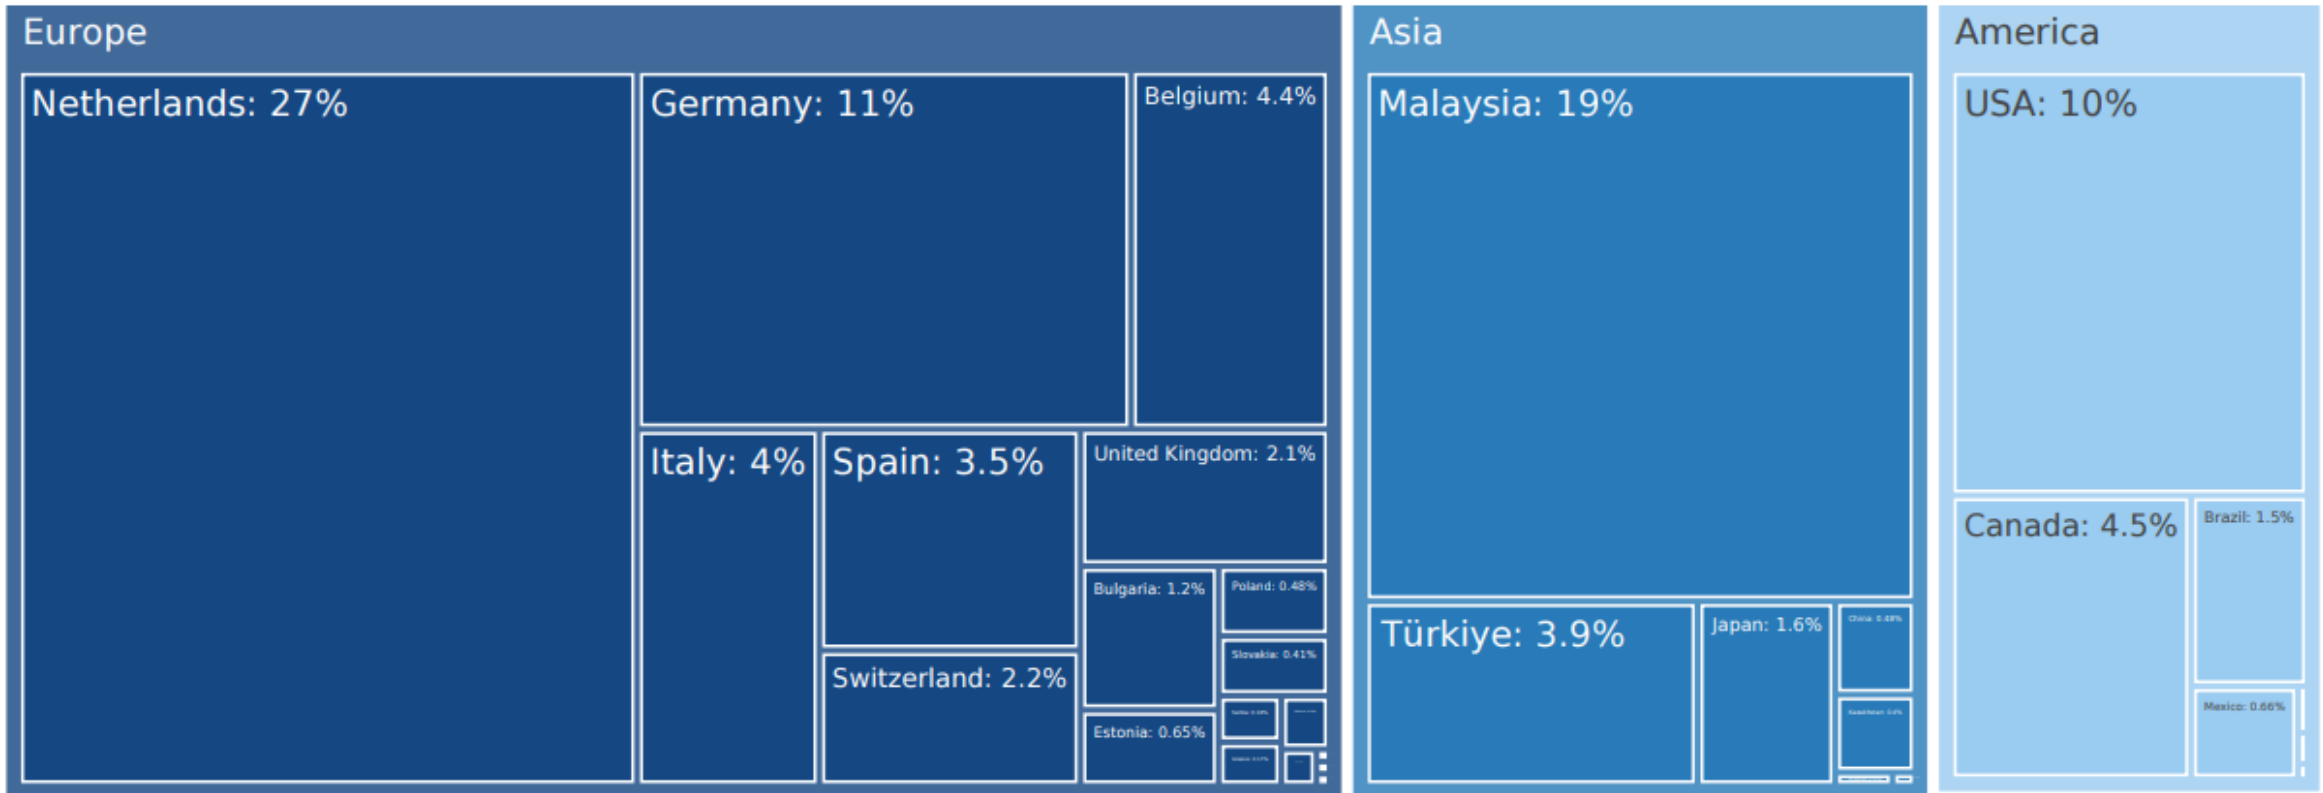 Europe
Netherlands: 27%
Germany: 11%
Belgium: 4.4%
Italy: 4%
Spain: 3.5%
United Kingdom: 2.1%
Switzerland: 2.2%
Bulgaria: 1.2%
Poland: 0.48%
Slovakia: 0.41%
Estonia: 0.65%
Asia
Malaysia: 19%
Türkiye: 3.9%
Japan: 1.6%
America
USA: 10%
Canada: 4.5%
Brazil: 1.5%
Mexico: 0.66%